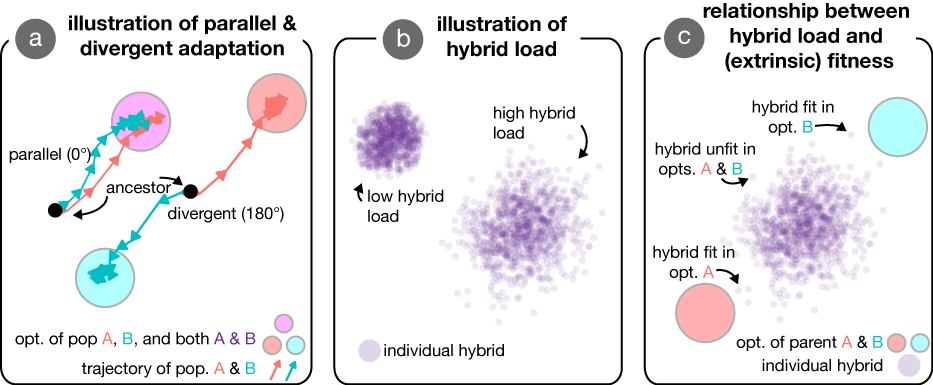 a
illustration of parallel &
divergent adaptation
parallel (0°)
ancestor
divergent (180°)
opt. of pop A, B, and both A & B
trajectory of pop. A & B
b
illustration of
hybrid load
high hybrid
load
low hybrid
load
individual hybrid
c
relationship between
hybrid load and
(extrinsic) fitness
hybrid fit in
opt. B
hybrid unfit in
opts. A & B
hybrid fit in
opt. A
opt. of parent A & B
individual hybrid